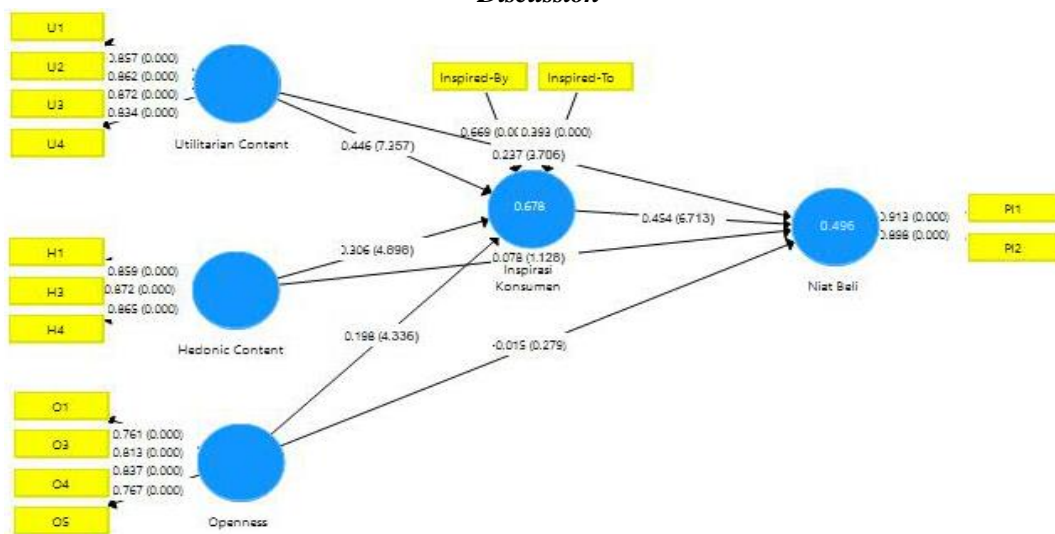 Discussion
U1
U2
U3
U4
0.857 (0.000)
0.862 (0.000)
0.872 (0.000)
0.834 (0.000)
Utilitarian Content
Inspired-By
Inspired-To
0.669 (0.00
0.393 (0.000)
0.446 (7.357)
0.237 (3.706)
0.678
0.454 (6.713)
0.496
0.913 (0.000)
0.898 (0.000)
PI1
PI2
H1
H3
H4
0.859 (0.000)
0.872 (0.000)
0.865 (0.000)
Hedonic Content
0.306 (4.898)
0.078 (1.128)
Inspirasi
Konsumen
Niat Beli
0.198 (4.336)
-0.015 (0.279)
O1
O3
O4
O5
0.761 (0.000)
0.813 (0.000)
0.837 (0.000)
0.767 (0.000)
Openness